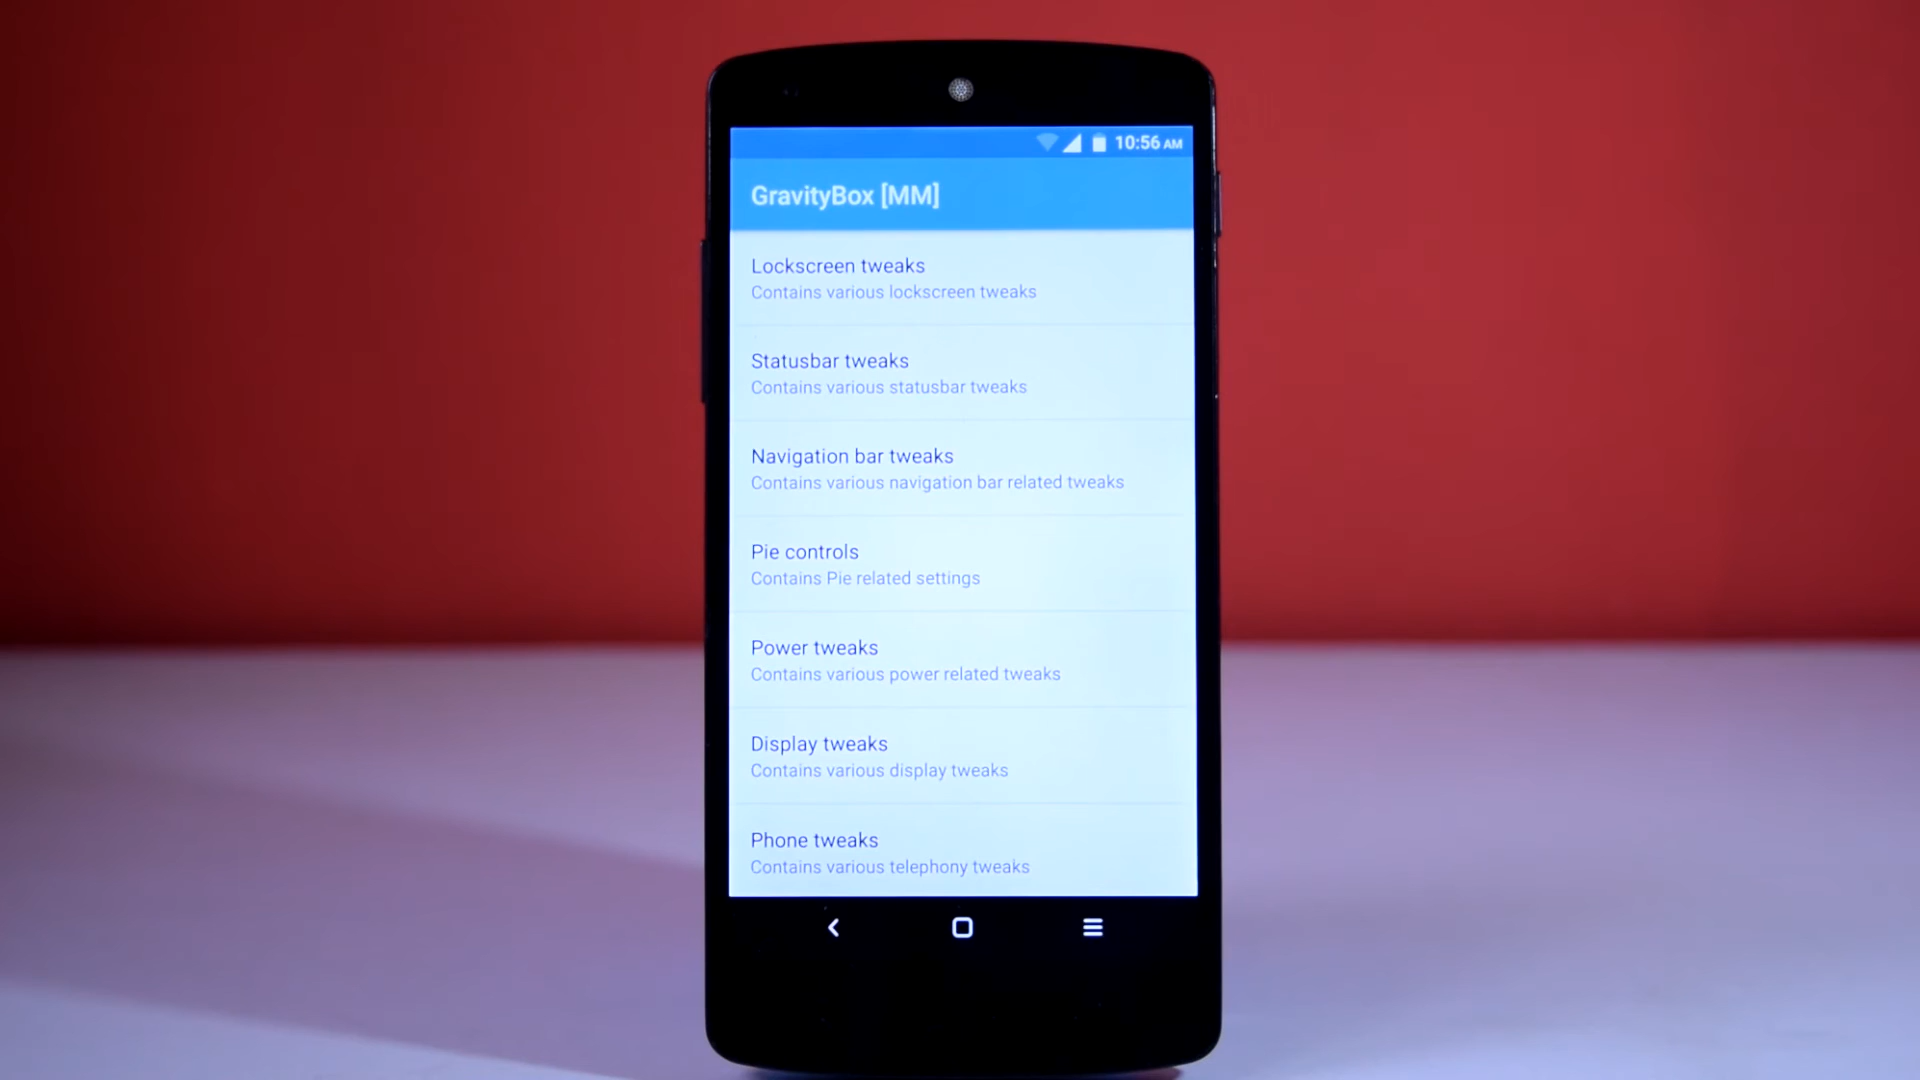 10:56 AM
GravityBox [MM]
Lockscreen tweaks
Contains various lockscreen tweaks
Statusbar tweaks
Contains various statusbar tweaks
Navigation bar tweaks
Contains various navigation bar related tweaks
Pie controls
Contains Pie related settings
Power tweaks
Contains various power related tweaks
Display tweaks
Contains various display tweaks
Phone tweaks
Contains various telephony tweaks